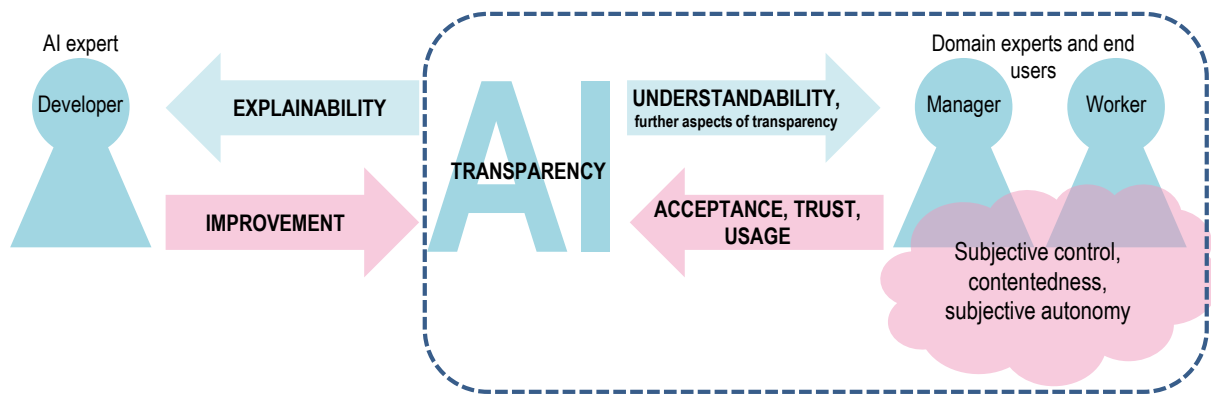 AI expert
Developer
EXPLAINABILITY
IMPROVEMENT
AI
TRANSPARENCY
UNDERSTANDABILITY,
further aspects of transparency
ACCEPTANCE, TRUST,
USAGE
Domain experts and end
users
Manager
Worker
Subjective control,
contentedness,
subjective autonomy